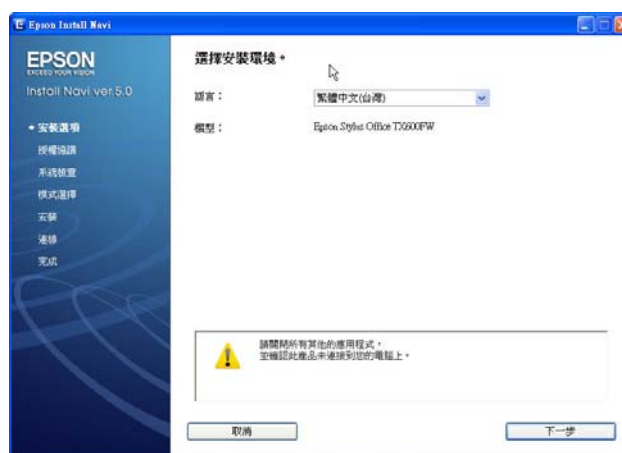 Epson Install Navi
EPSON
EXCEED YOUR VISION
Install Navi ver.5.0
安裝選項
授權協議
系統檢查
模式選擇
安裝
連接
完成
選擇安裝環境。
語言：
繁體中文(台灣)
模型：
Epson Stylus Office TX600FW
請關閉所有其他的應用程式，
並確認此產品未連接到您的電腦上。
取消
下一步